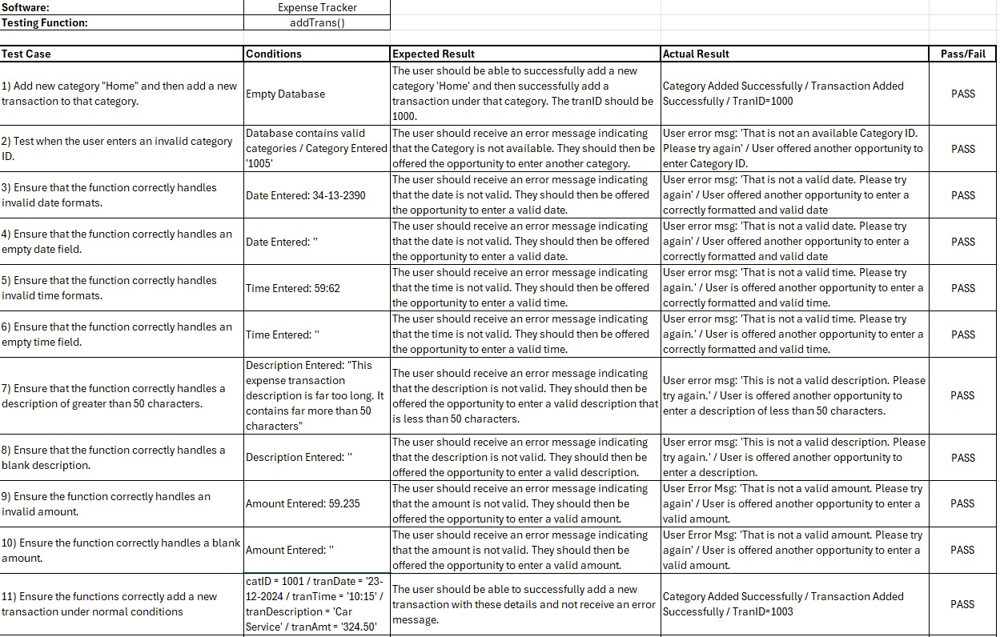 Software: Expense Tracker
Testing Function: addTrans()
Test Case Conditions Expected Result Actual Result Pass/Fail
1) Add new category "Home" and then add a new
transaction to that category.
Empty Database
The user should be able to successfully add a new
category 'Home' and then successfully add a
transaction under that category. The tranID should be
1000.
Category Added Successfully / Transaction Added
Successfully / TranID=1000
PASS
2) Test when the user enters an invalid category
ID.
Database contains valid
categories / Category Entered
'1005'
The user should receive an error message indicating
that the Category is not available. They should then be
offered the opportunity to enter another category.
User error msg: 'That is not an available Category ID.
Please try again' / User offered another opportunity to
enter Category ID.
PASS
3) Ensure that the function correctly handles
invalid date formats.
Date Entered: 34-13-2390
The user should receive an error message indicating
that the date is not valid. They should then be offered
the opportunity to enter a valid date.
User error msg: 'That is not a valid date. Please try
again' / User offered another opportunity to enter a
correctly formatted and valid date
PASS
4) Ensure that the function correctly handles an
empty date field.
Date Entered: ''
The user should receive an error message indicating
that the date is not valid. They should then be offered
the opportunity to enter a valid date.
User error msg: 'That is not a valid date. Please try
again' / User offered another opportunity to enter a
correctly formatted and valid date
PASS
5) Ensure that the function correctly handles
invalid time formats.
Time Entered: 59:62
The user should receive an error message indicating
that the time is not valid. They should then be offered
the opportunity to enter a valid time.
User error msg: 'That is not a valid time. Please try
again.' / User is offered another opportunity to enter a
correctly formatted and valid time.
PASS
6) Ensure that the function correctly handles an
empty time field.
Time Entered: ''
The user should receive an error message indicating
that the time is not valid. They should then be offered
the opportunity to enter a valid time.
User error msg: 'That is not a valid time. Please try
again.' / User is offered another opportunity to enter a
correctly formatted and valid time.
PASS
7) Ensure that the function correctly handles a
description of greater than 50 characters.
Description Entered: "This
expense transaction
description is far too long. It
contains far more than 50
characters"
The user should receive an error message indicating
that the description is not valid. They should then be
offered the opportunity to enter a valid description that
is less than 50 characters.
User error msg: 'This is not a valid description. Please
try again.' / User is offered another opportunity to
enter a description of less than 50 characters.
PASS
8) Ensure that the function correctly handles a
blank description.
Description Entered: ''
The user should receive an error message indicating
that the description is not valid. They should then be
offered the opportunity to enter a valid description.
User error msg: 'This is not a valid description. Please
try again.' / User is offered another opportunity to
enter a description.
PASS
9) Ensure the function correctly handles an
invalid amount.
Amount Entered: 59.235
The user should receive an error message indicating
that the amount is not valid. They should then be
offered the opportunity to enter a valid amount.
User Error Msg: 'That is not a valid amount. Please try
again' / User is offered another opportunity to enter a
valid amount.
PASS
10) Ensure the function correctly handles a blank
amount.
Amount Entered: ''
The user should receive an error message indicating
that the amount is not valid. They should then be
offered the opportunity to enter a valid amount.
User Error Msg: 'That is not a valid amount. Please try
again' / User is offered another opportunity to enter a
valid amount.
PASS
11) Ensure the functions correctly add a new
transaction under normal conditions
catID = 1001 / tranDate = '23-
12-2024 / tranTime = '10:15' /
tranDescription = 'Car
Service' / tranAmt = '324.50'
The user should be able to successfully add a new
transaction with these details and not receive an error
message.
Category Added Successfully / Transaction Added
Successfully / TranID=1003
PASS